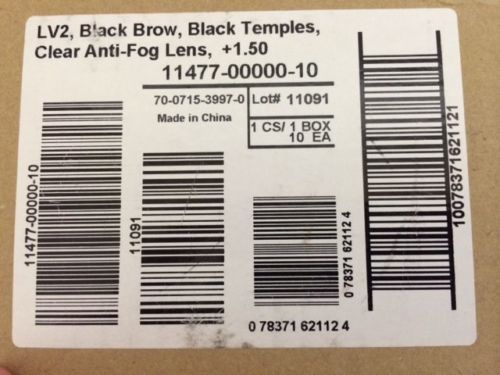 LV2, Black Brow, Black Temples,
Clear Anti-Fog Lens, +1.50
11477-00000-10
70-0715-3997-0
Lot# 11091
Made in China
1 CS/ 1 BOX
10 EA
11477-00000-10
11091
0 78371 62112 4
0 78371 62112 4
10078371621121